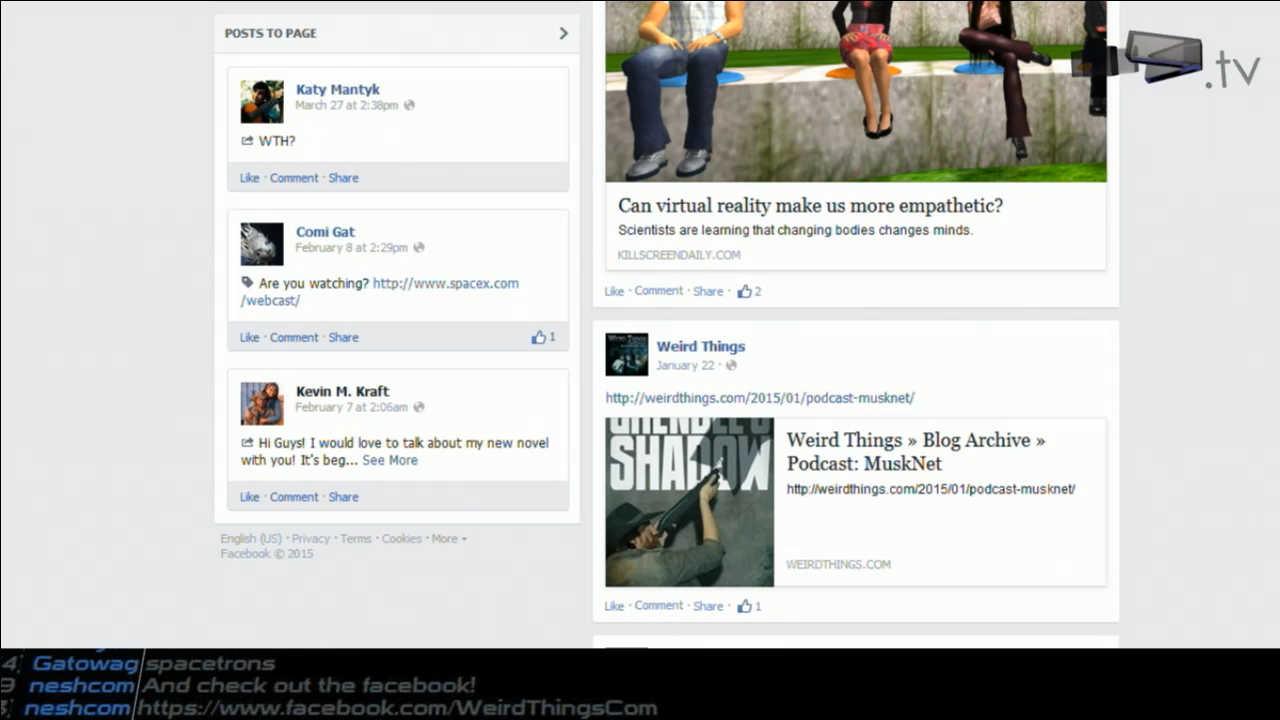 POSTS TO PAGE
Katy Mantyk
March 27 at 2:38pm
WTH?
Like · Comment · Share
Comi Gat
February 8 at 2:29pm
Are you watching? http://www.spacex.com
/webcast/
Like · Comment · Share
1
Kevin M. Kraft
February 7 at 2:06am
Hi Guys! I would love to talk about my new novel
with you! It's beg... See More
Like · Comment · Share
English (US) · Privacy · Terms · Cookies · More
Facebook © 2015
.tv
Can virtual reality make us more empathetic?
Scientists are learning that changing bodies changes minds.
KILLSCREENDAILY.COM
Like · Comment · Share · 2
Weird Things
January 22 ·
http://weirdthings.com/2015/01/podcast-musknet/
SHADOW
Weird Things » Blog Archive »
Podcast: MuskNet
http://weirdthings.com/2015/01/podcast-musknet/
WEIRDTHINGS.COM
Like · Comment · Share · 1
Gatowag spacetrons
neshcom And check out the facebook!
neshcom https://www.facebook.com/WeirdThingsCom